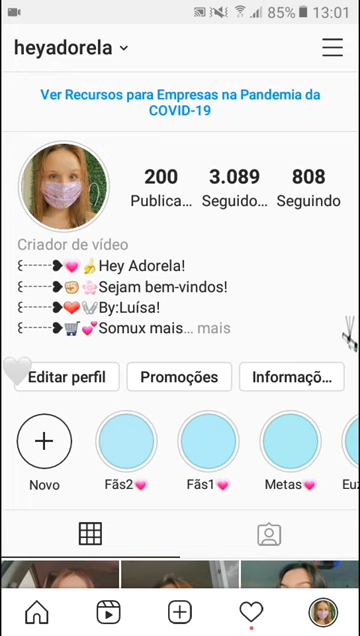 85% 13:01
heyadorela
Ver Recursos para Empresas na Pandemia da
COVID-19
200 3.089 808
Publica... Seguido... Seguindo
Criador de vídeo
꒰------❥💗🍌Hey Adorela!
꒰------❥✊🏼🌸Sejam bem-vindos!
꒰------❥❤️🖇️By:Luísa!
꒰------❥🛒💕Somux mais... mais
Editar perfil Promoções Informaçõ...
Novo Fãs2💗 Fãs1💗 Metas💗 Euz